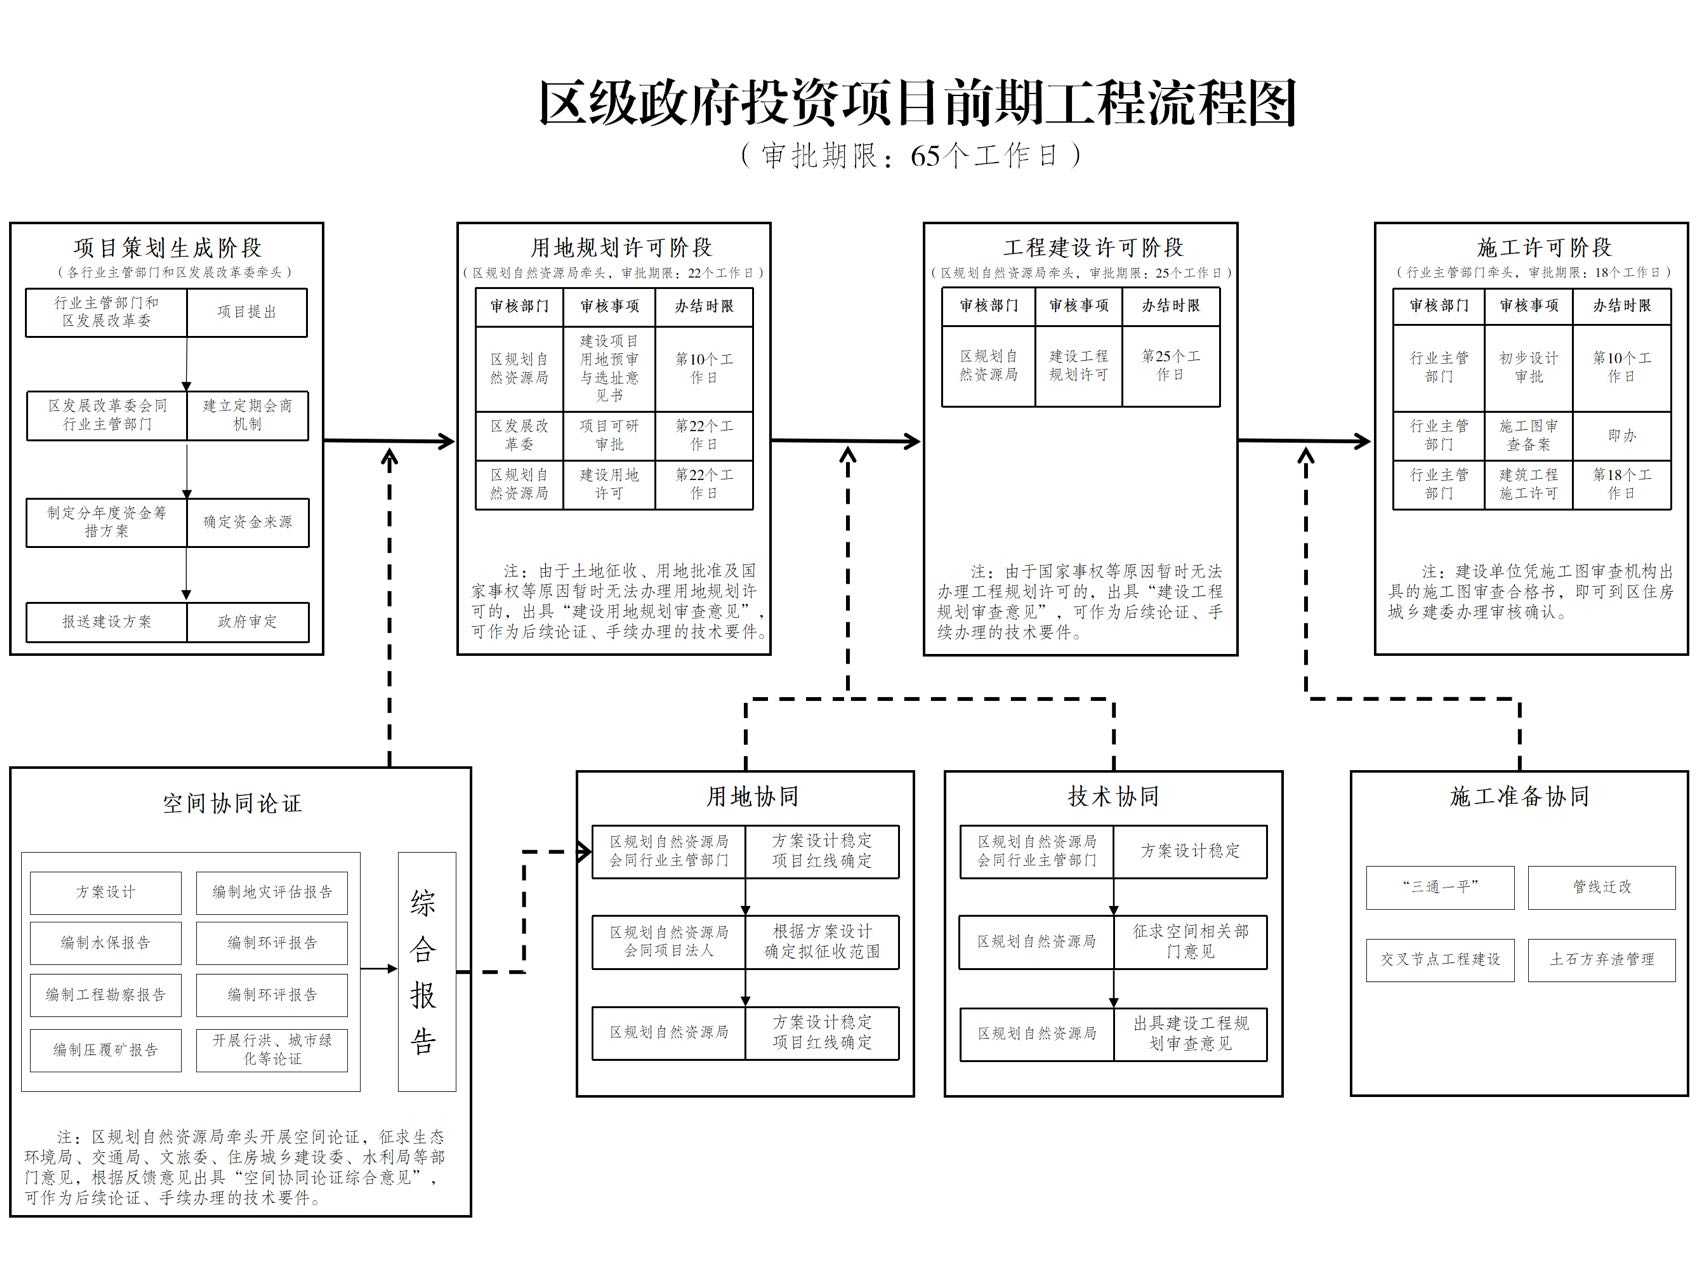 区级政府投资项目前期工程流程图
（审批期限：65个工作日）
项目策划生成阶段
（各行业主管部门和区发展改革委牵头）
行业主管部门和
区发展改革委
项目提出
区发展改革委会同
行业主管部门
建立定期会商
机制
制定分年度资金筹
措方案
确定资金来源
报送建设方案
政府审定
用地规划许可阶段
（区规划自然资源局牵头，审批期限：22个工作日）
审核部门
审核事项
办结时限
区规划自
然资源局
建设项目
用地预审
与选址意
见书
第10个工
作日
区发展改
革委
项目可研
审批
第22个工
作日
区规划自
然资源局
建设用地
许可
第22个工
作日
注：由于土地征收、用地批准及国
家事权等原因暂时无法办理用地规划许
可的，出具“建设用地规划审查意见”，
可作为后续论证、手续办理的技术要件。
工程建设许可阶段
（区规划自然资源局牵头，审批期限：25个工作日）
审核部门
审核事项
办结时限
区规划自
然资源局
建设工程
规划许可
第25个工
作日
注：由于国家事权等原因暂时无法
办理工程规划许可的，出具“建设工程
规划审查意见”，可作为后续论证、手
续办理的技术要件。
施工许可阶段
（行业主管部门牵头，审批期限：18个工作日）
审核部门
审核事项
办结时限
行业主管
部门
初步设计
审批
第10个工
作日
行业主管
部门
施工图审
查备案
即办
行业主管
部门
建筑工程
施工许可
第18个工
作日
注：建设单位凭施工图审查机构出
具的施工图审查合格书，即可到区住房
城乡建委办理审核确认。
空间协同论证
方案设计
编制地灾评估报告
编制水保报告
编制环评报告
编制工程勘察报告
编制环评报告
编制压覆矿报告
开展行洪、城市绿
化等论证
综
合
报
告
注：区规划自然资源局牵头开展空间论证，征求生态
环境局、交通局、文旅委、住房城乡建设委、水利局等部
门意见，根据反馈意见出具“空间协同论证综合意见”，
可作为后续论证、手续办理的技术要件。
用地协同
区规划自然资源局
会同行业主管部门
方案设计稳定
项目红线确定
区规划自然资源局
会同项目法人
根据方案设计
确定拟征收范围
区规划自然资源局
方案设计稳定
项目红线确定
技术协同
区规划自然资源局
会同行业主管部门
方案设计稳定
区规划自然资源局
征求空间相关部
门意见
区规划自然资源局
出具建设工程规
划审查意见
施工准备协同
“三通一平”
管线迁改
交叉节点工程建设
土石方弃渣管理